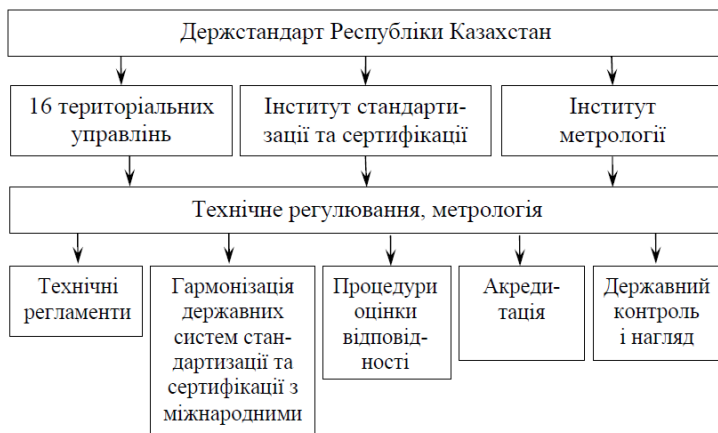 Держстандарт Республіки Казахстан
16 територіальних
управлінь
Інститут стандарти-
зації та сертифікації
Інститут
метрології
Технічне регулювання, метрологія
Технічні
регламенти
Гармонізація
державних
систем стан-
дартизації та
сертифікації з
міжнародними
Процедури
оцінки
відповід-
ності
Акреди-
тація
Державний
контроль
і нагляд